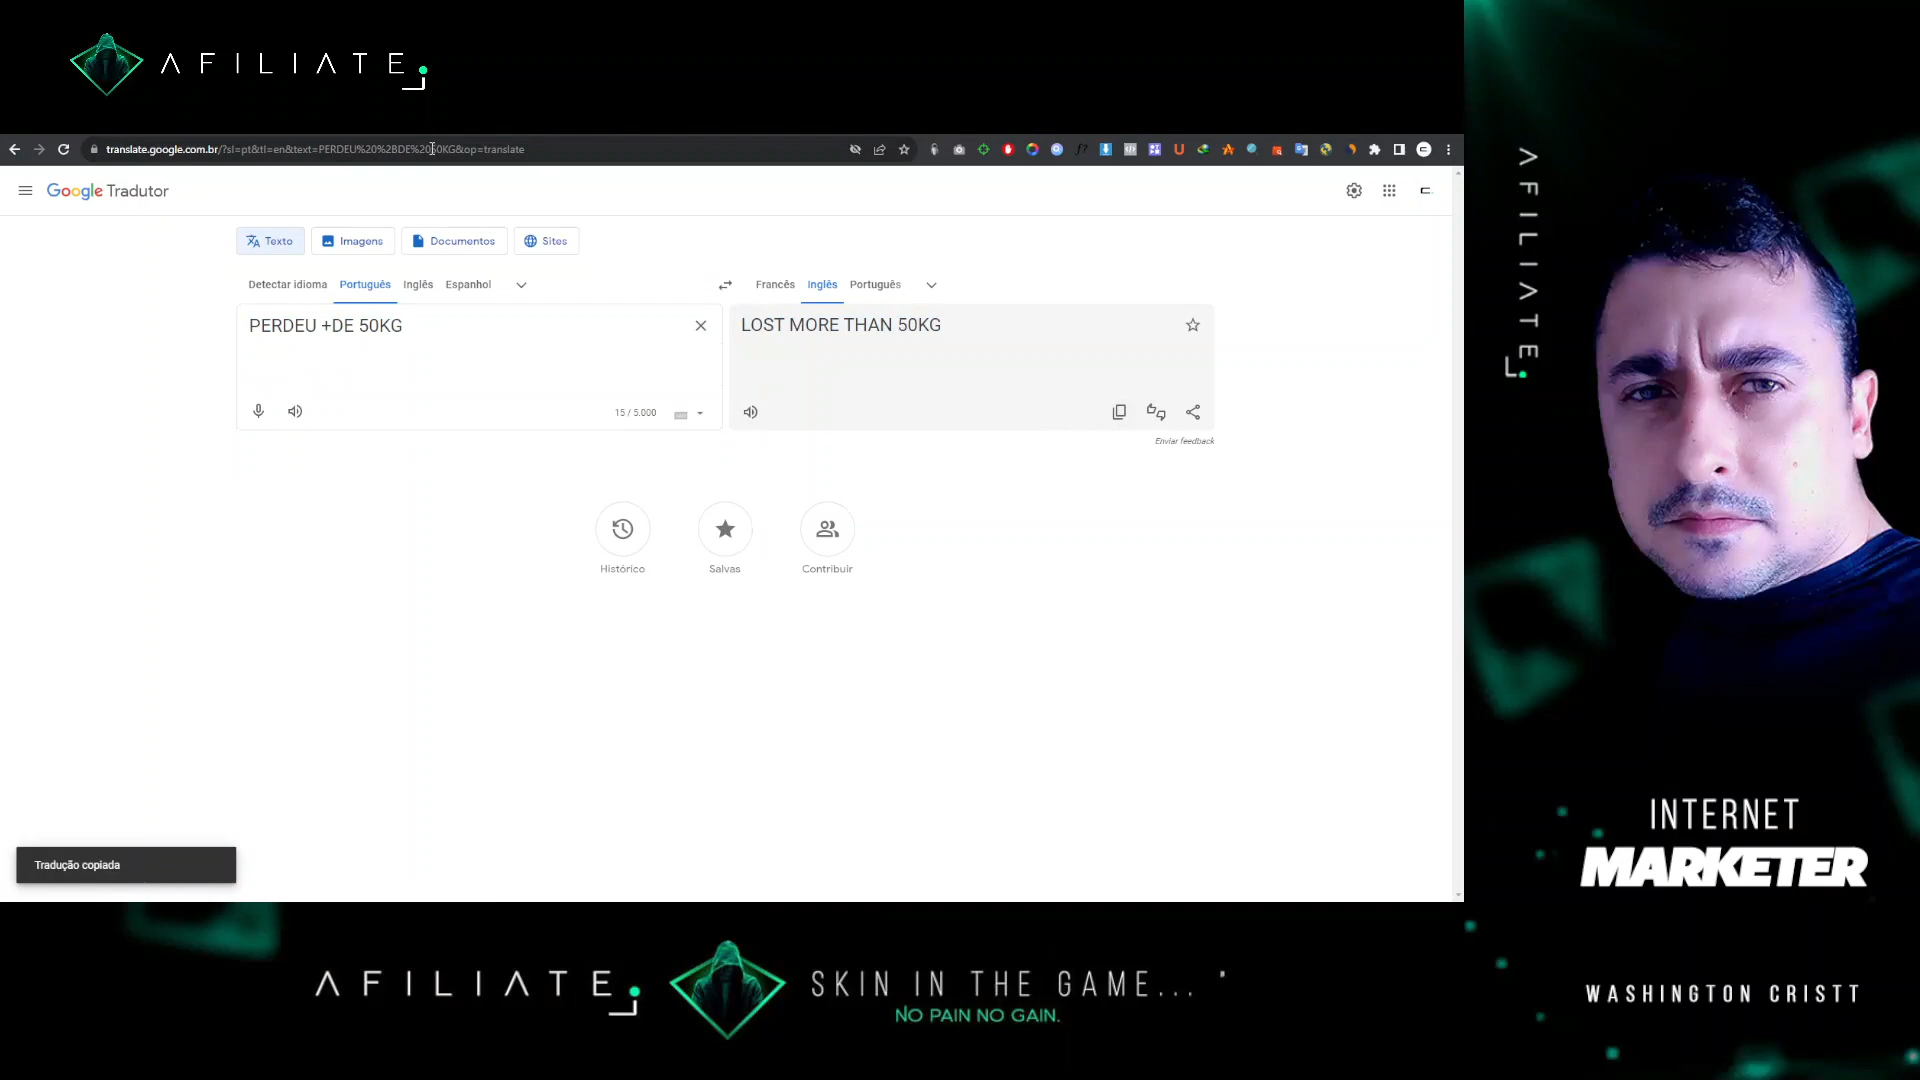 AFILIATE
translate.google.com.br/?sl=pt&tl=en&text=PERDEU%20%2BDE%2050KG&op=translate
Google Tradutor
Texto
Imagens
Documentos
Sites
Detectar idioma
Português
Inglês
Espanhol
Francês
Inglês
Português
PERDEU +DE 50KG
LOST MORE THAN 50KG
15 / 5.000
Enviar feedback
Histórico
Salvas
Contribuir
Tradução copiada
AFILIATE
INTERNET
MARKETER
WASHINGTON CRISTT
AFILIATE
SKIN IN THE GAME... "
NO PAIN NO GAIN.